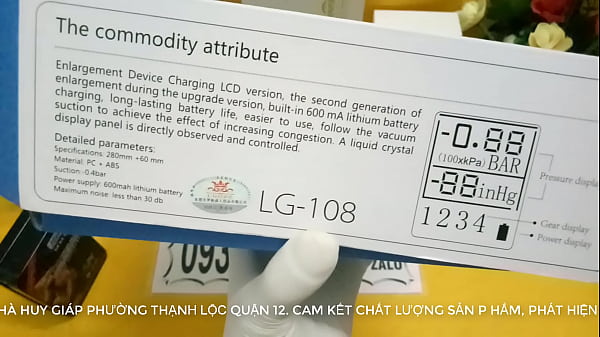 The commodity attribute
Enlargement Device Charging LCD version, the second generation of
enlargement during the upgrade version, built-in 600 mA lithium battery
charging, long-lasting battery life, easier to use, follow the vacuum
suction to achieve the effect of increasing congestion. A liquid crystal
display panel is directly observed and controlled.
Detailed parameters:
Specifications: 280mm +60 mm
Material: PC + ABS
Suction:-0.4bar
Power supply: 600mah lithium battery
Maximum noise: less than 30 db
LG-108
-0.88
(100xkPa) BAR
-88inHg
1234
Pressure displa
Gear display
Power display
093
ZALO
HÀ HUY GIÁP PHƯỜNG THẠNH LỘC QUẬN 12. CAM KẾT CHẤT LƯỢNG SẢN P HẨM, PHÁT HIỆN